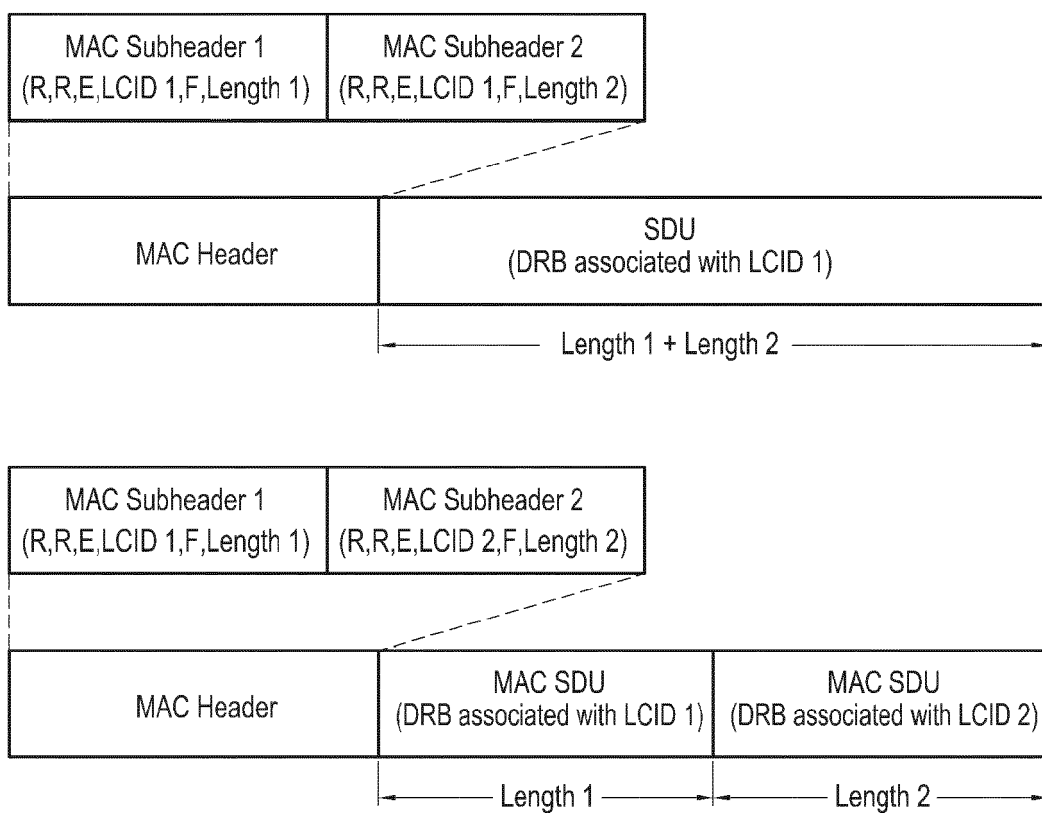 MAC Subheader 1
(R,R,E,LCID 1,F,Length 1)
MAC Subheader 2
(R,R,E,LCID 1,F,Length 2)
MAC Header
SDU
(DRB associated with LCID 1)
Length 1 + Length 2
MAC Subheader 1
(R,R,E,LCID 1,F,Length 1)
MAC Subheader 2
(R,R,E,LCID 2,F,Length 2)
MAC Header
MAC SDU
(DRB associated with LCID 1)
MAC SDU
(DRB associated with LCID 2)
Length 1
Length 2